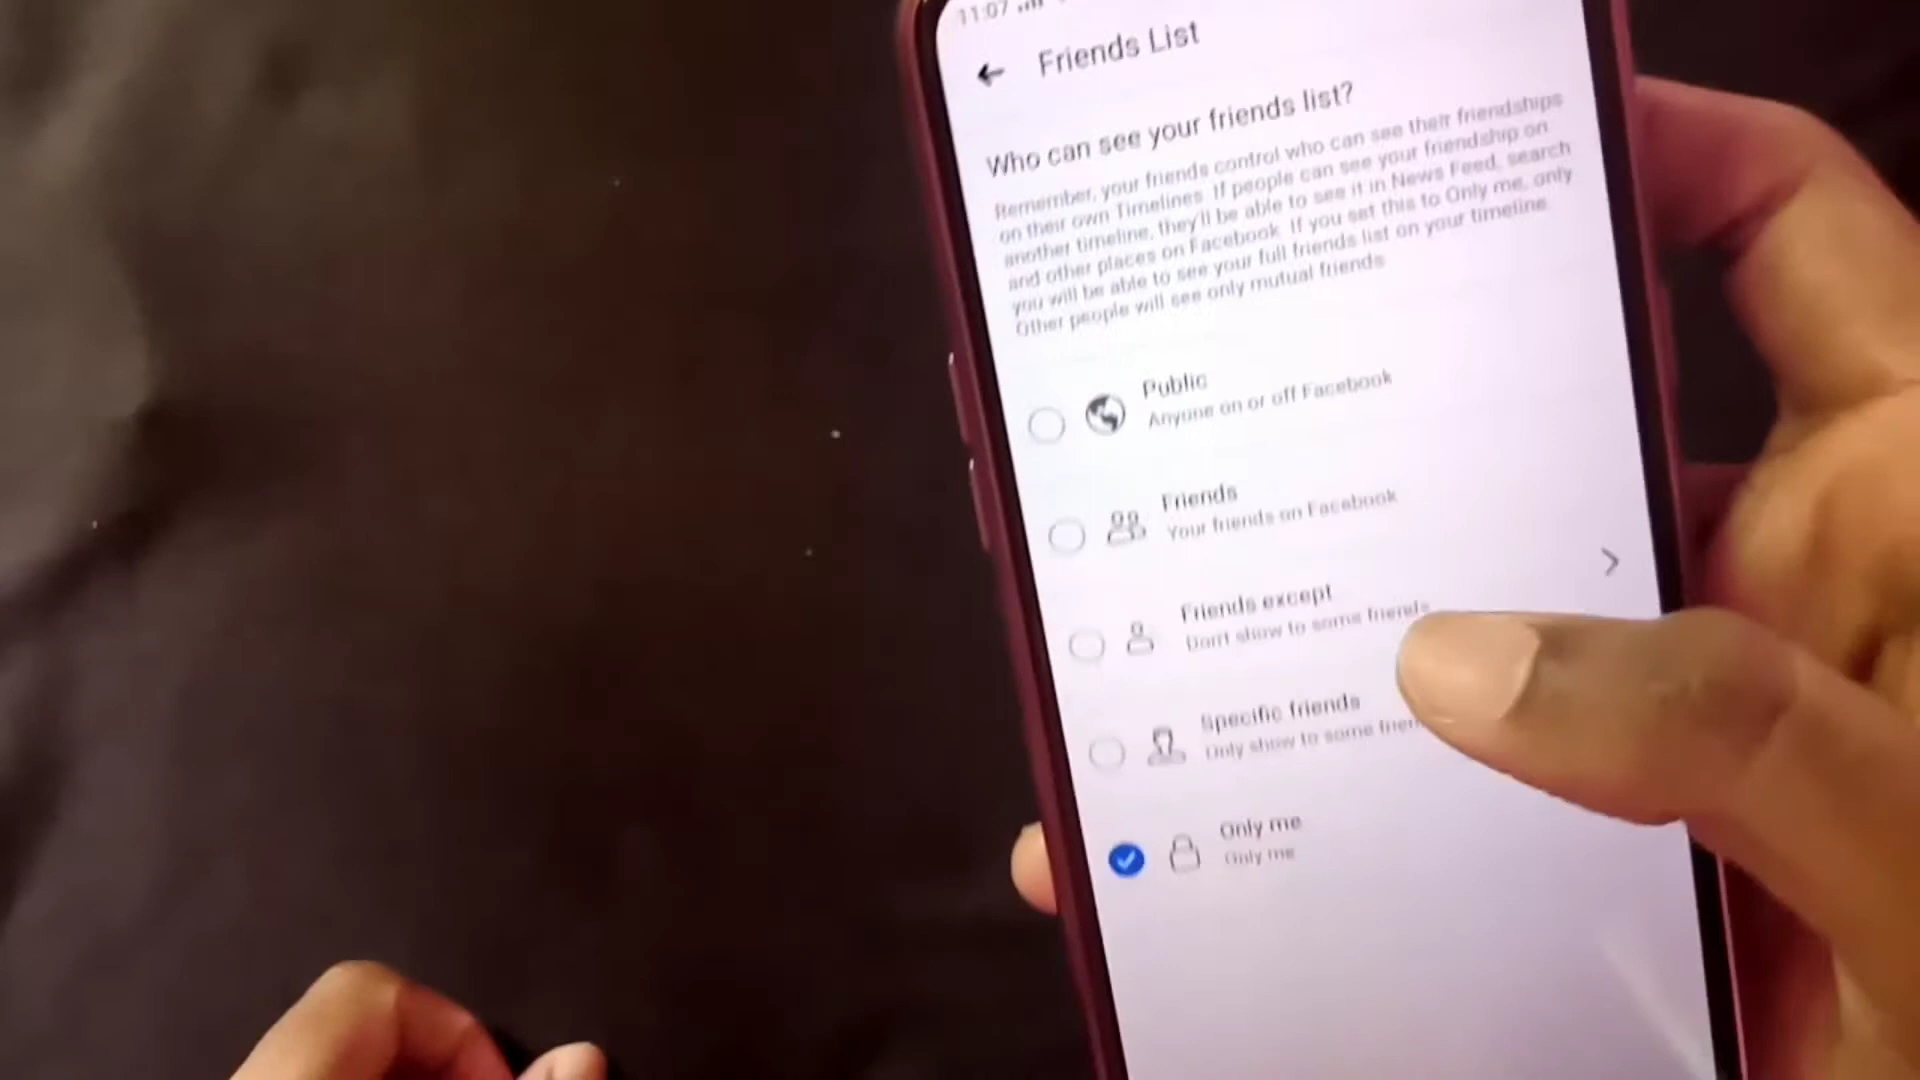 11:07
Friends List
Who can see your friends list?
Remember, your friends control who can see their friendships
on their own Timelines. If people can see your friendship on
another timeline, they'll be able to see it in News Feed, search
and other places on Facebook. If you set this to Only me, only
you will be able to see your full friends list on your timeline.
Other people will see only mutual friends.
Public
Anyone on or off Facebook
Friends
Your friends on Facebook
Friends except
Don't show to some friends
Specific friends
Only show to some
Only me
Only me